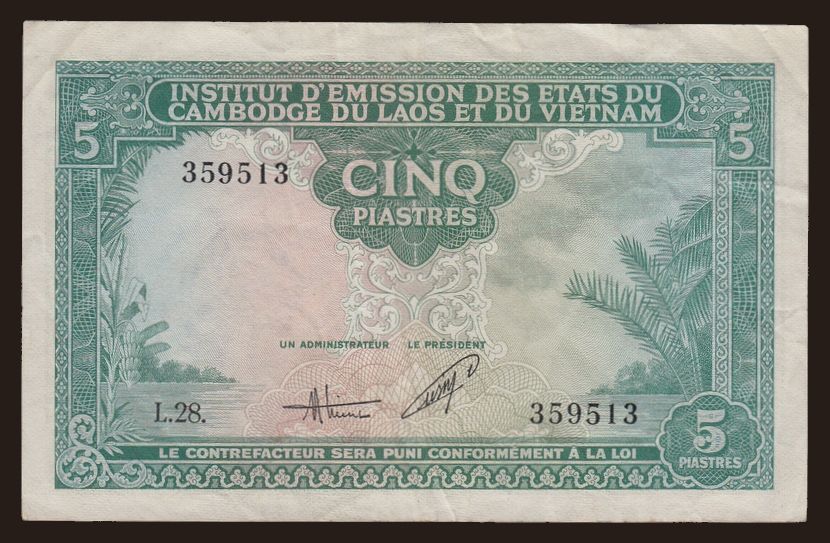 INSTITUT D'EMISSION DES ETATS DU
CAMBODGE DU LAOS ET DU VIETNAM
5
5
359513
CINQ
PIASTRES
UN ADMINISTRATEUR LE PRÉSIDENT
L.28.
359513
5
PIASTRES
LE CONTREFACTEUR SERA PUNI CONFORMÉMENT À LA LOI